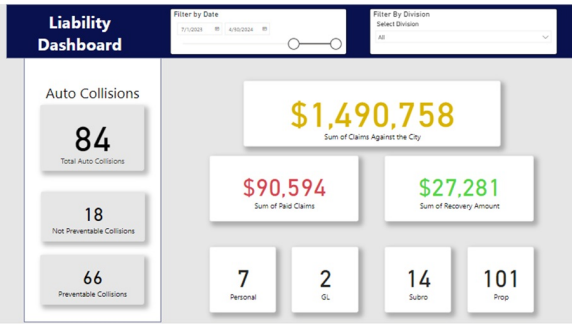 Liability
Dashboard
Filter by Date
7/1/2023
4/30/2024
Filter By Division
Select Division
All
Auto Collisions
84
Total Auto Collisions
18
Not Preventable Collisions
66
Preventable Collisions
$1,490,758
Sum of Claims Against the City
$90,594
Sum of Paid Claims
$27,281
Sum of Recovery Amount
7
Personal
2
GL
14
Subro
101
Prop